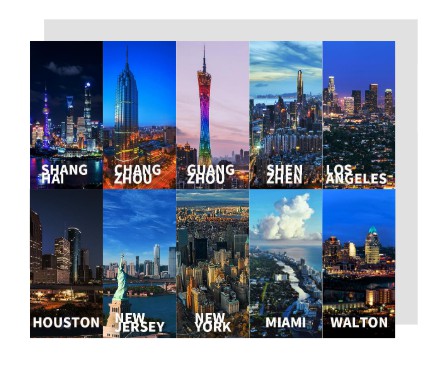 SHANG
HAI
CHANG
ZHOU
GUANG
ZHOU
SHEN
ZHEN
LOS
ANGELES
HOUSTON
NEW
JERSEY
NEW
YORK
MIAMI
WALTON